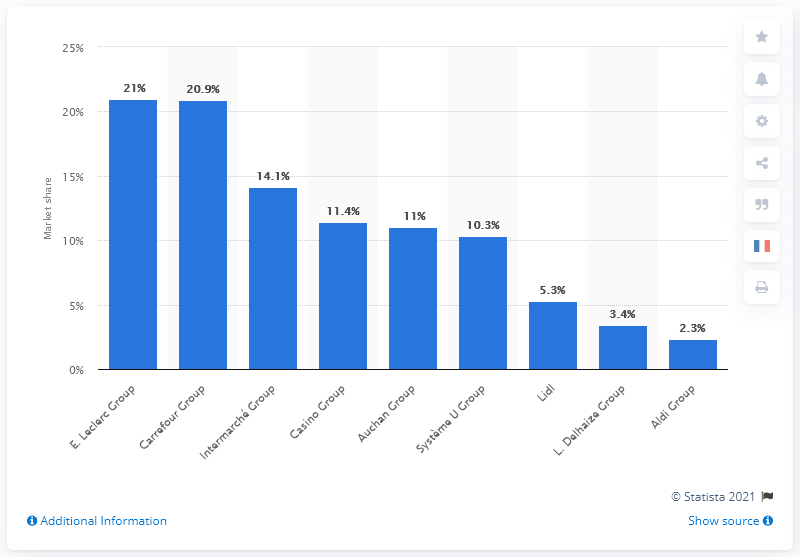 25%
20%
15%
10%
5%
0%
Market share
21%
20.9%
14.1%
11.4%
11%
10.3%
5.3%
3.4%
2.3%
E. Leclerc Group
Carrefour Group
Intermarché Group
Casino Group
Auchan Group
Système U Group
Lidl
L. Delhaize Group
Aldi Group
© Statista 2021
Additional Information
Show source